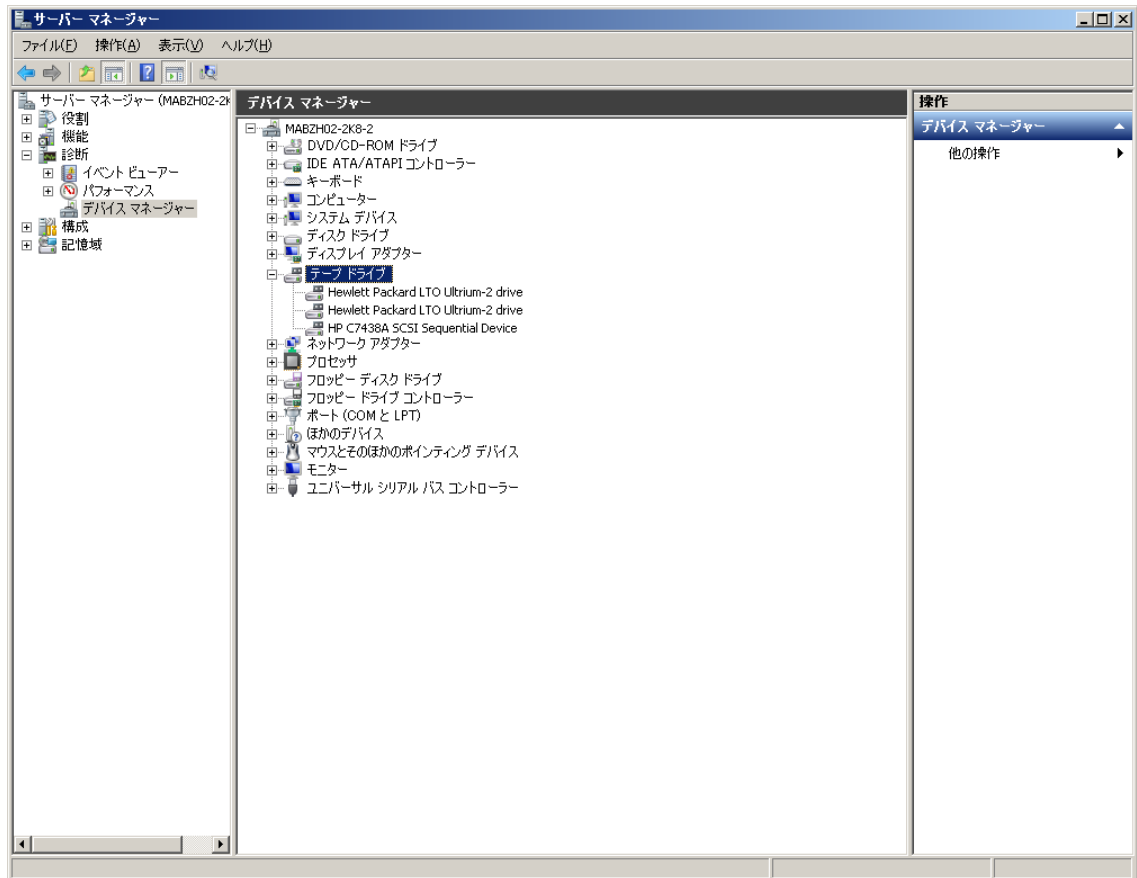 サーバー マネージャー
ファイル(F) 操作(A) 表示(V) ヘルプ(H)
サーバー マネージャー (MABZH02-2K
役割
機能
診断
イベント ビューアー
パフォーマンス
デバイス マネージャー
構成
記憶域
デバイス マネージャー
MABZH02-2K8-2
DVD/CD-ROM ドライブ
IDE ATA/ATAPI コントローラー
キーボード
コンピューター
システム デバイス
ディスク ドライブ
ディスプレイ アダプター
テープ ドライブ
Hewlett Packard LTO Ultrium-2 drive
Hewlett Packard LTO Ultrium-2 drive
HP C7438A SCSI Sequential Device
ネットワーク アダプター
プロセッサ
フロッピー ディスク ドライブ
フロッピー ドライブ コントローラー
ポート (COM と LPT)
ほかのデバイス
マウスとそのほかのポインティング デバイス
モニター
ユニバーサル シリアル バス コントローラー
操作
デバイス マネージャー
他の操作